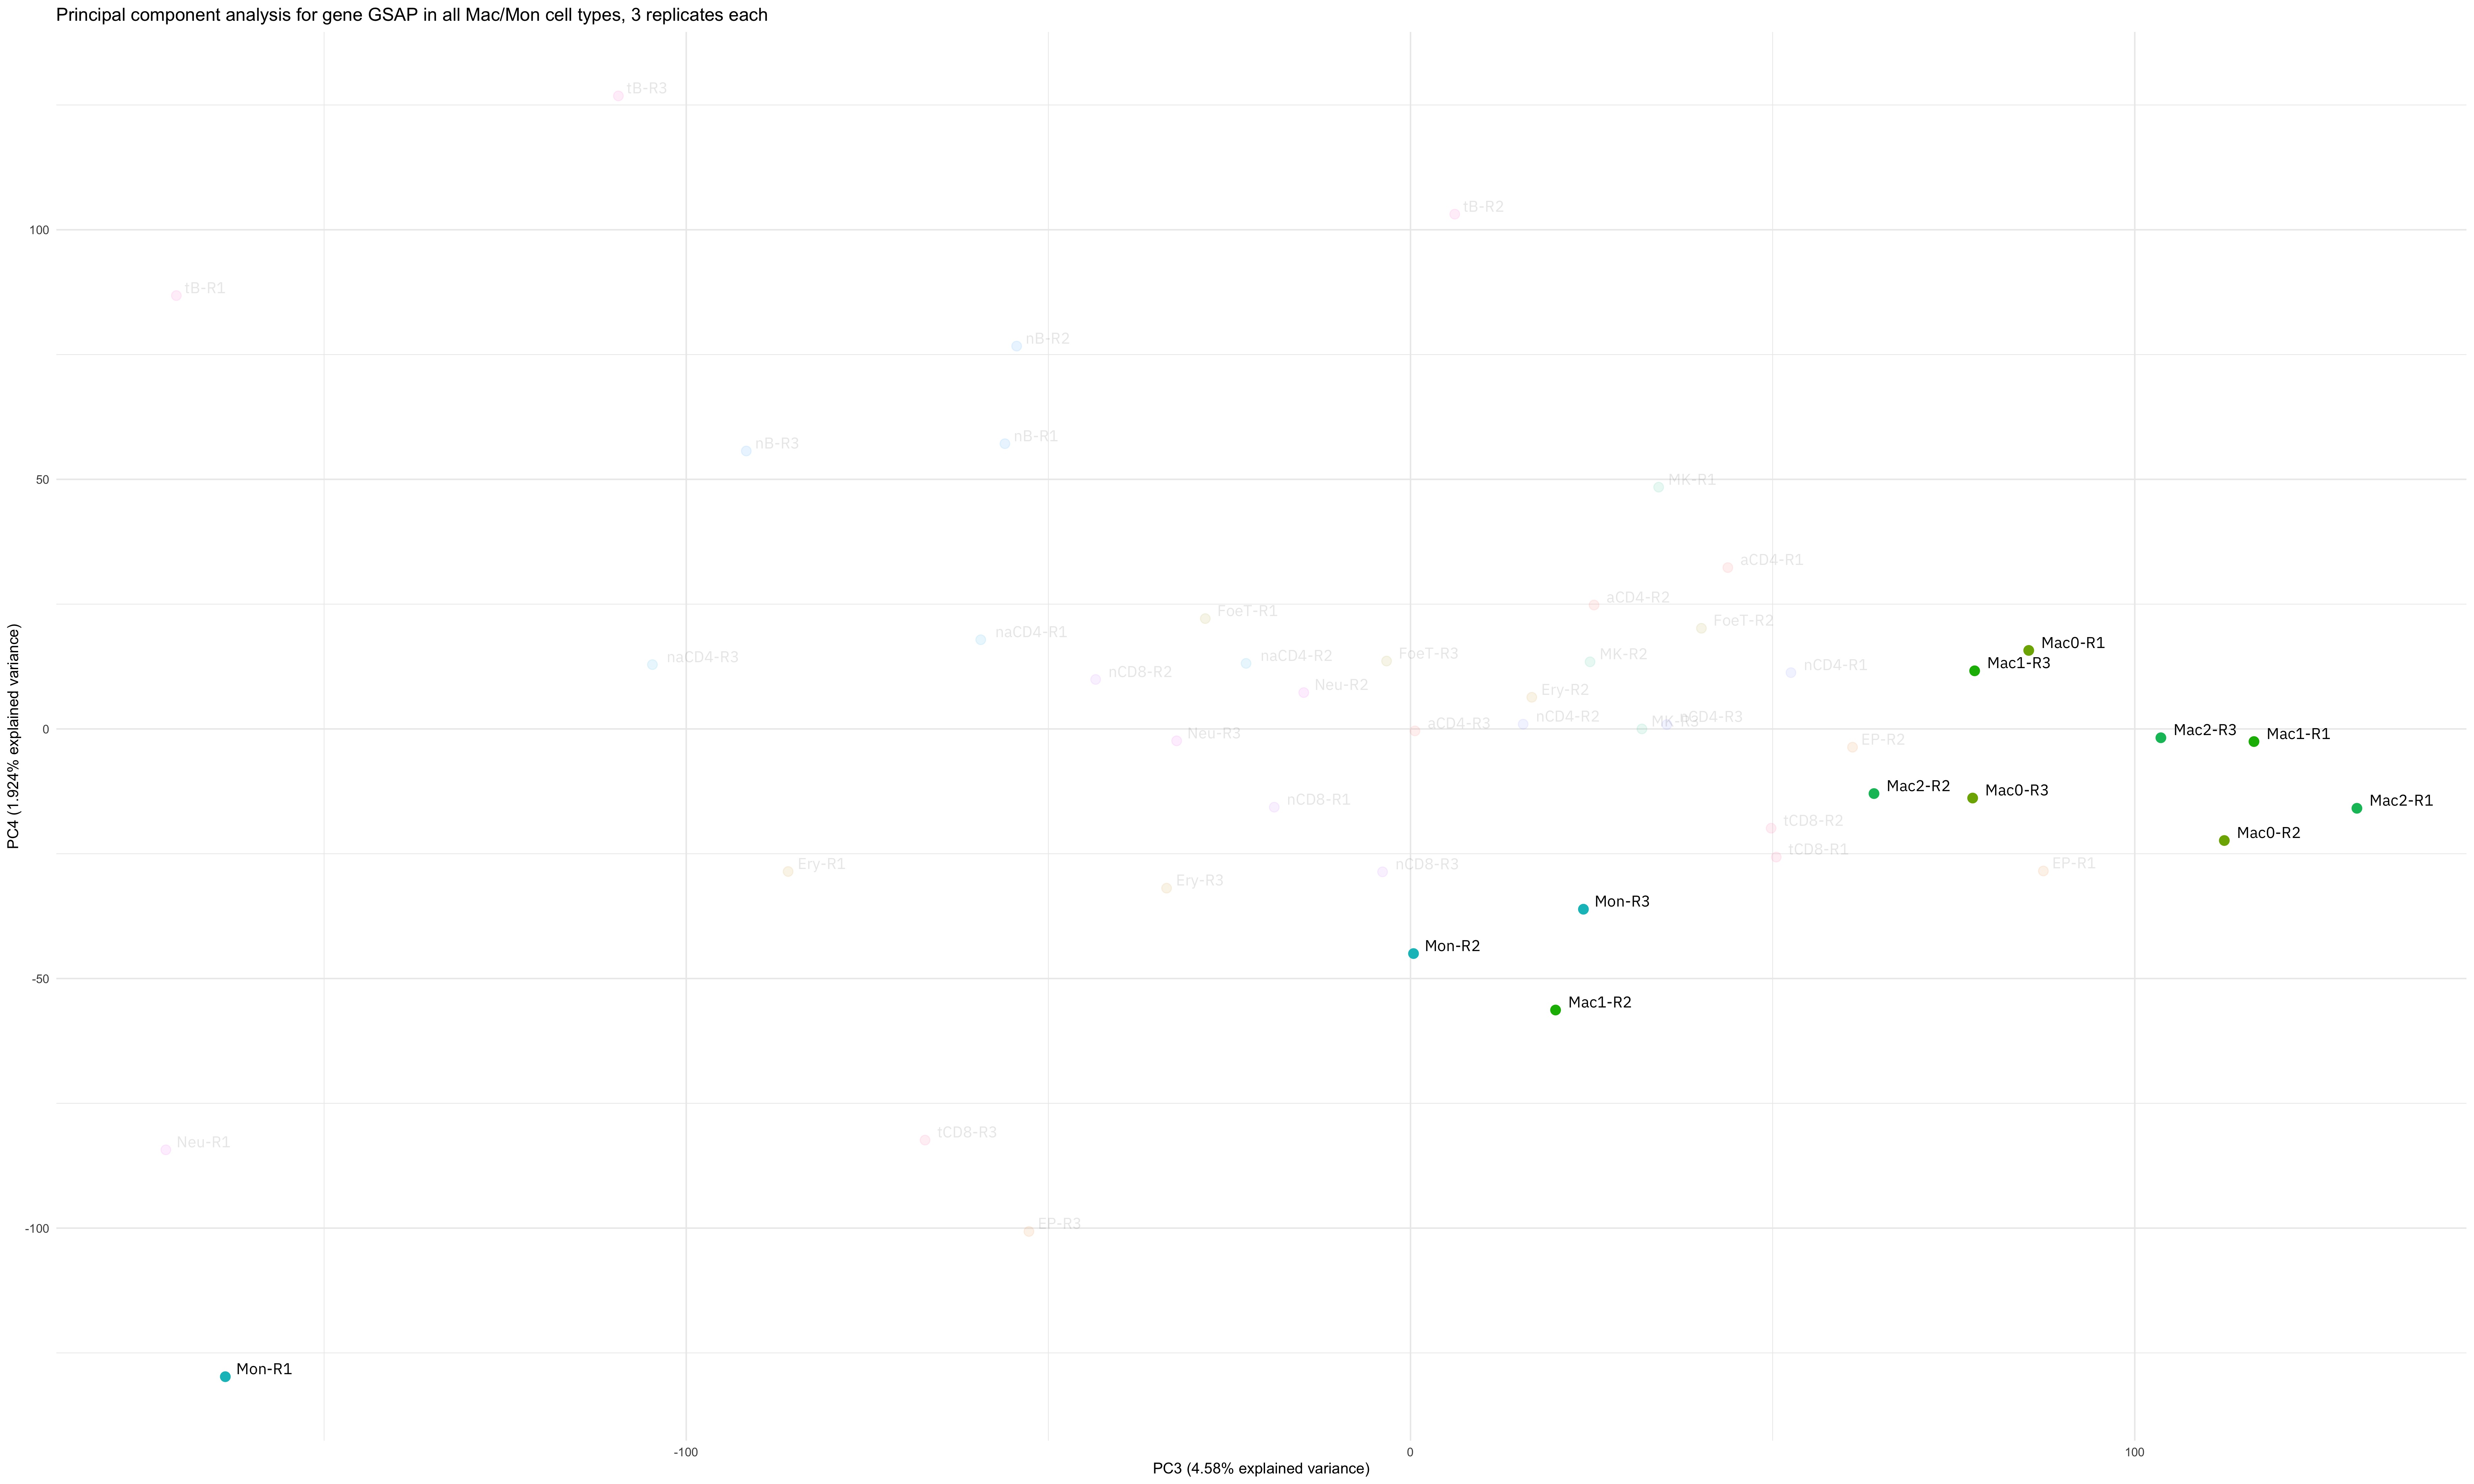 Principal component analysis for gene GSAP in all Mac/Mon cell types, 3 replicates each
tB-R3
tB-R2
100
tB-R1
nB-R2
nB-R3
nB-R1
50
MK-R1
aCD4-R1
aCD4-R2
FoeT-R1
FoeT-R2
naCD4-R1
naCD4-R3
naCD4-R2
FoeT-R3
MK-R2
Mac0-R1
Mac1-R3
nCD4-R1
nCD8-R2
Neu-R2
Ery-R2
0
aCD4-R3
nCD4-R2
MK-R3
nCD4-R3
Neu-R3
EP-R2
Mac2-R3
Mac1-R1
Mac2-R2
Mac0-R3
Mac2-R1
nCD8-R1
tCD8-R2
Mac0-R2
tCD8-R1
Ery-R1
nCD8-R3
EP-R1
Ery-R3
Mon-R3
Mon-R2
-50
Mac1-R2
Neu-R1
tCD8-R3
-100
EP-R3
Mon-R1
PC4 (1.924% explained variance)
-100
0
100
PC3 (4.58% explained variance)